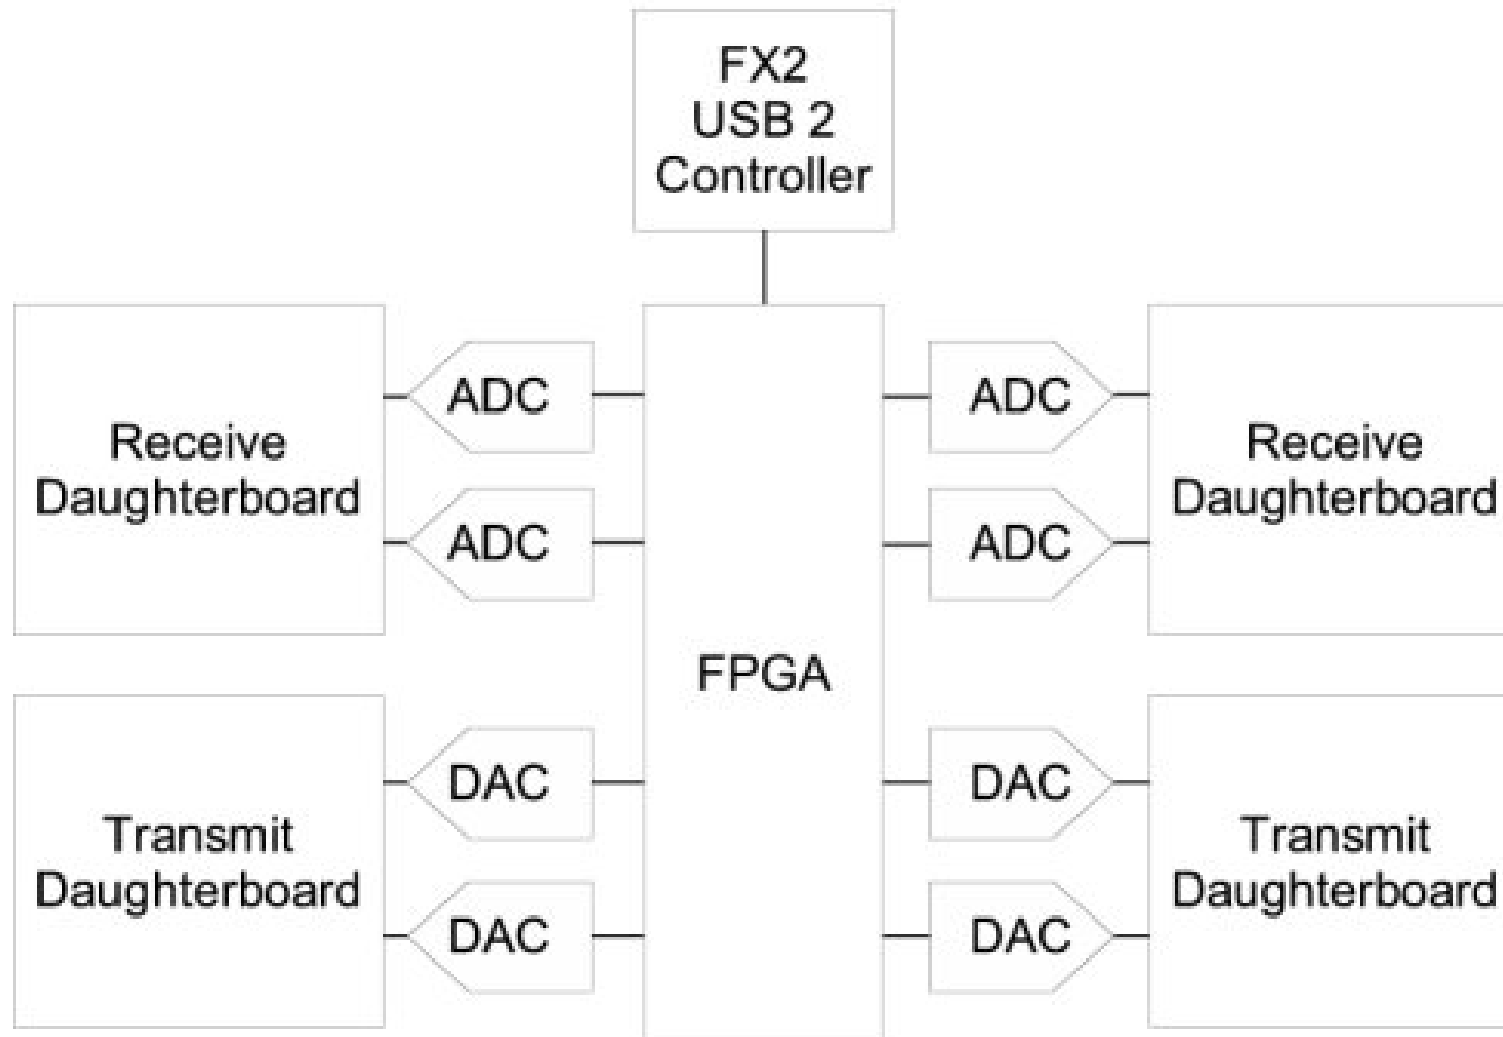 FX2
USB 2
Controller
ADC
ADC
Receive
Daughterboard
ADC
ADC
Receive
Daughterboard
FPGA
DAC
DAC
Transmit
Daughterboard
DAC
DAC
Transmit
Daughterboard